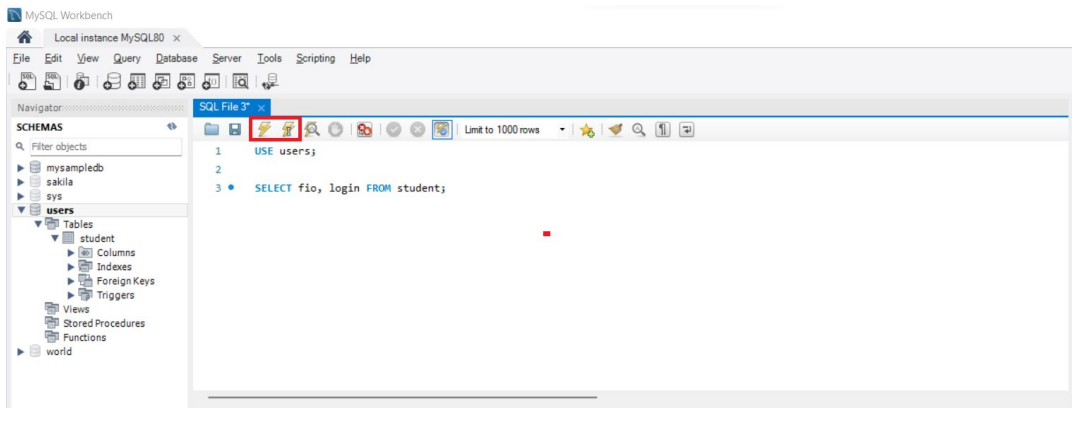 MySQL Workbench
Local instance MySQL80 ×
File Edit View Query Database Server Tools Scripting Help
Navigator
SQL File 3* ×
SCHEMAS
Limit to 1000 rows
Filter objects
1 USE users;
2
3 SELECT fio, login FROM student;
mysampledb
sakila
sys
users
Tables
student
Columns
Indexes
Foreign Keys
Triggers
Views
Stored Procedures
Functions
world